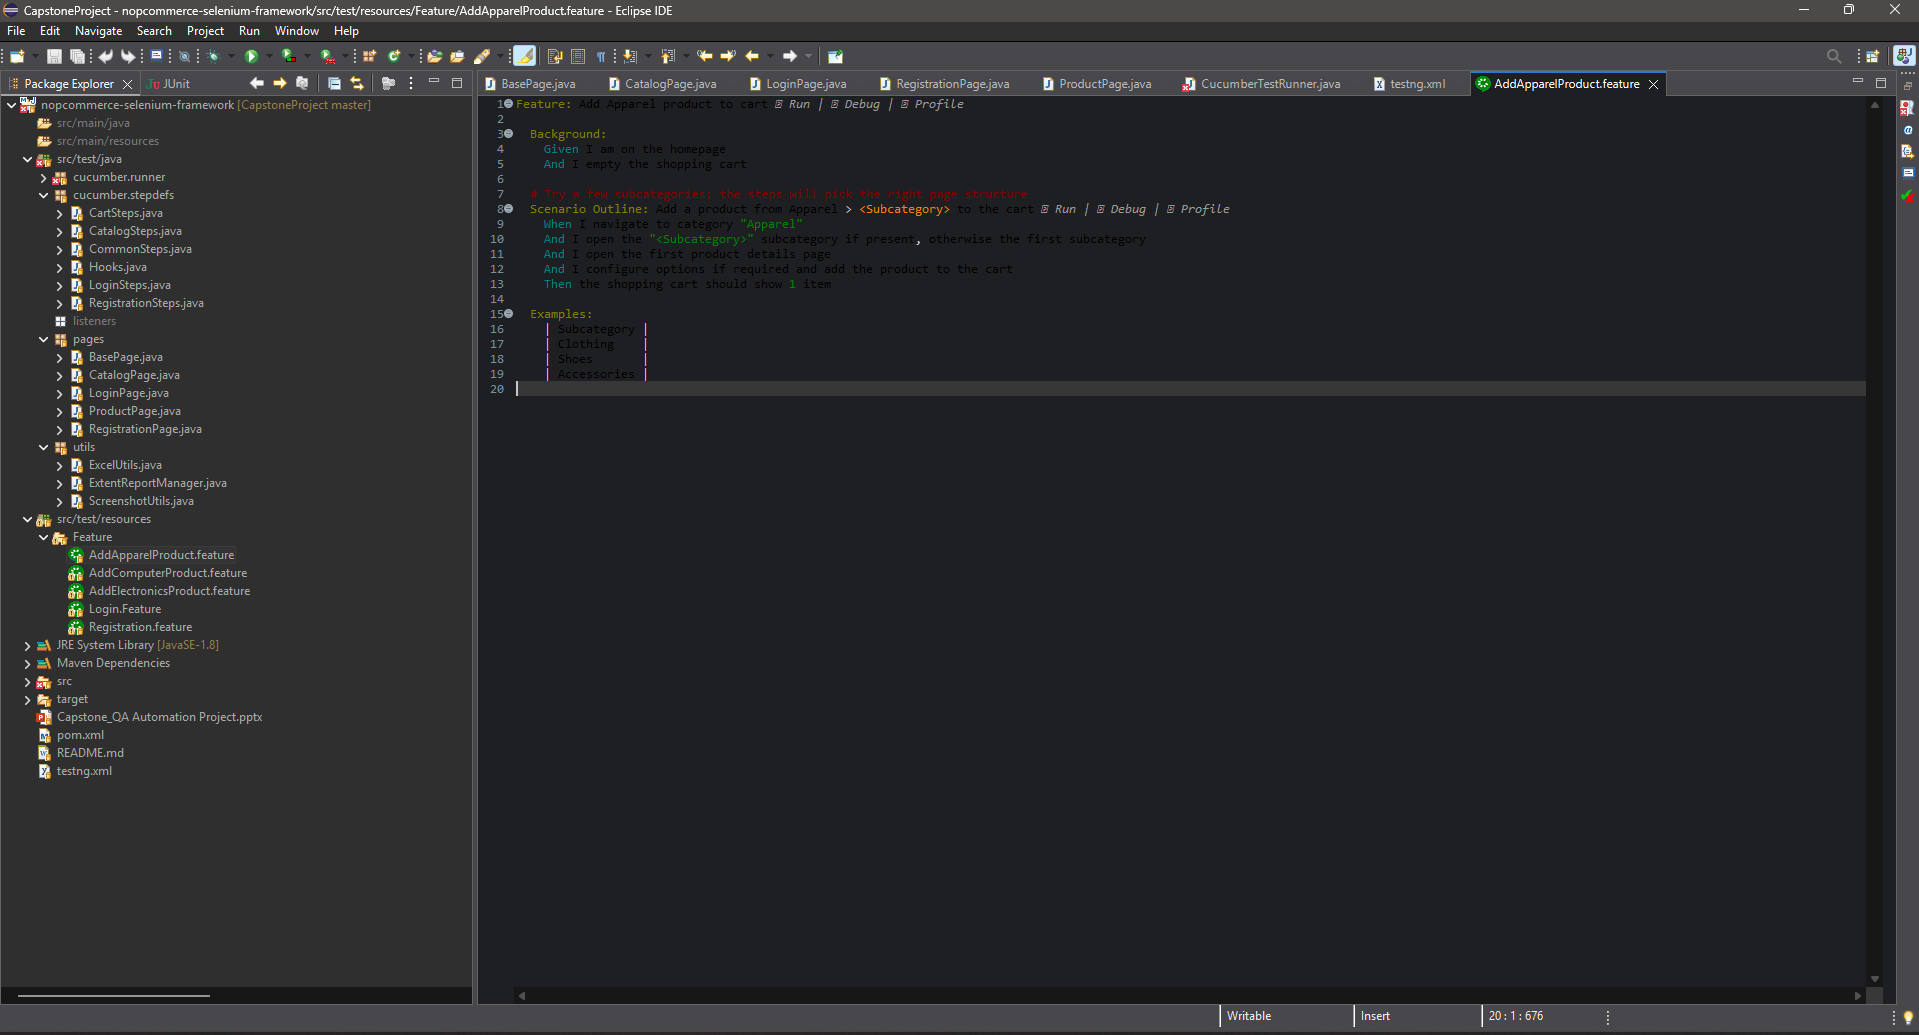 CapstoneProject - nopcommerce-selenium-framework/src/test/resources/Feature/AddApparelProduct.feature - Eclipse IDE
File Edit Navigate Search Project Run Window Help
Package Explorer JUnit
BasePage.java CatalogPage.java LoginPage.java RegistrationPage.java ProductPage.java CucumberTestRunner.java testng.xml AddApparelProduct.feature
nopcommerce-selenium-framework [CapstoneProject master]
src/main/java
src/main/resources
src/test/java
cucumber.runner
cucumber.stepdefs
CartSteps.java
CatalogSteps.java
CommonSteps.java
Hooks.java
LoginSteps.java
RegistrationSteps.java
listeners
pages
BasePage.java
CatalogPage.java
LoginPage.java
ProductPage.java
RegistrationPage.java
utils
ExcelUtils.java
ExtentReportManager.java
ScreenshotUtils.java
src/test/resources
Feature
AddApparelProduct.feature
AddComputerProduct.feature
AddElectronicsProduct.feature
Login.Feature
Registration.feature
JRE System Library [JavaSE-1.8]
Maven Dependencies
src
target
Capstone_QA Automation Project.pptx
pom.xml
README.md
testng.xml
1 Feature: Add Apparel product to cart Run | Debug | Profile
2
3 Background:
4 Given I am on the homepage
5 And I empty the shopping cart
6
7 # Try a few subcategories; the steps will pick the right page structure
8 Scenario Outline: Add a product from Apparel > <Subcategory> to the cart Run | Debug | Profile
9 When I navigate to category "Apparel"
10 And I open the "<Subcategory>" subcategory if present, otherwise the first subcategory
11 And I open the first product details page
12 And I configure options if required and add the product to the cart
13 Then the shopping cart should show 1 item
14
15 Examples:
16 | Subcategory |
17 | Clothing |
18 | Shoes |
19 | Accessories |
20
Writable Insert 20 : 1 : 676